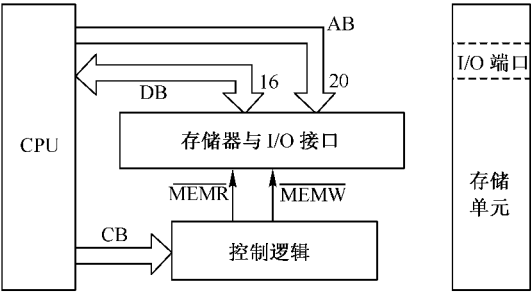 AB
I/O 端口
16
20
DB
CPU
存储器与 I/O 接口
MEMR
MEMW
存储
单元
CB
控制逻辑